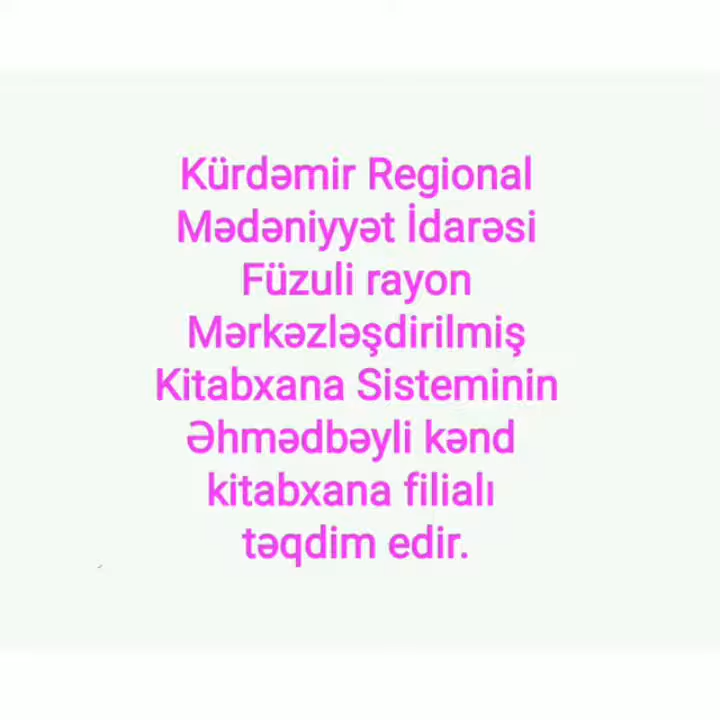 Kürdəmir Regional
Mədəniyyət İdarəsi
Füzuli rayon
Mərkəzləşdirilmiş
Kitabxana Sisteminin
Əhmədbəyli kənd
kitabxana filialı
təqdim edir.